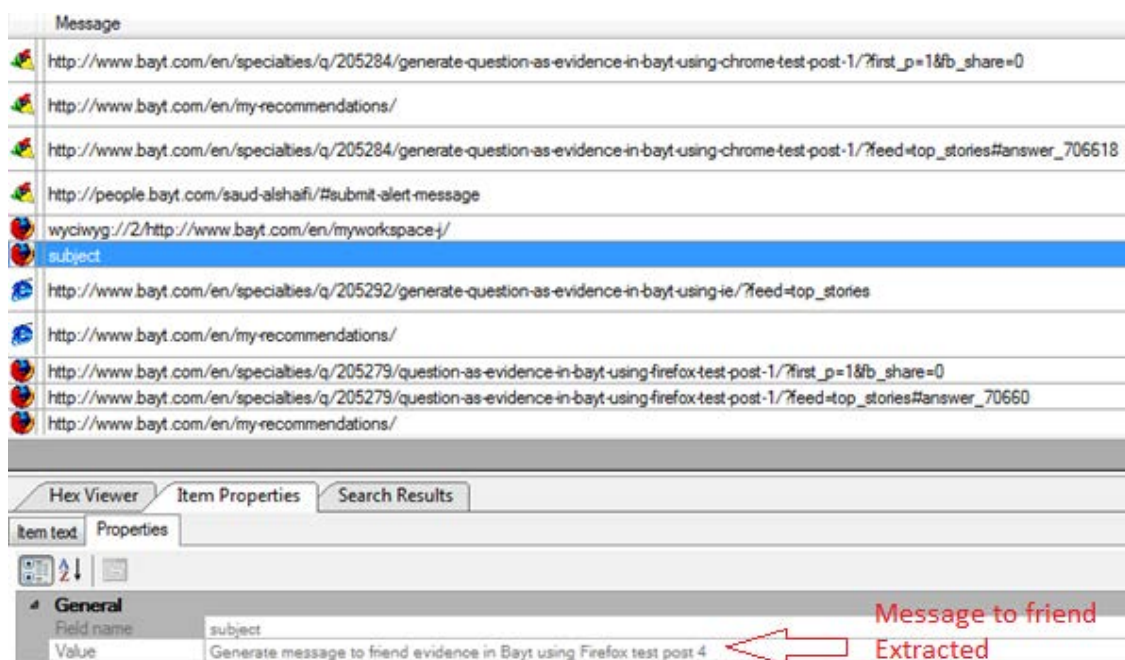 Message
http://www.bayt.com/en/specialties/q/205284/generate-question-as-evidence-in-bayt-using-chrome-test-post-1/?first_p=1&fb_share=0
http://www.bayt.com/en/my-recommendations/
http://www.bayt.com/en/specialties/q/205284/generate-question-as-evidence-in-bayt-using-chrome-test-post-1/?feed=top_stories#answer_706618
http://people.bayt.com/saud-alshaifi/#submit-alert-message
wyciwyg://2/http://www.bayt.com/en/myworkspace-j/
subject
http://www.bayt.com/en/specialties/q/205292/generate-question-as-evidence-in-bayt-using-ie/?feed=top_stories
http://www.bayt.com/en/my-recommendations/
http://www.bayt.com/en/specialties/q/205279/question-as-evidence-in-bayt-using-firefox-test-post-1/?first_p=1&fb_share=0
http://www.bayt.com/en/specialties/q/205279/question-as-evidence-in-bayt-using-firefox-test-post-1/?feed=top_stories#answer_70660
http://www.bayt.com/en/my-recommendations/
Hex Viewer Item Properties Search Results
Item text Properties
General
Field name subject
Value Generate message to friend evidence in Bayt using Firefox test post 4
Message to friend
Extracted